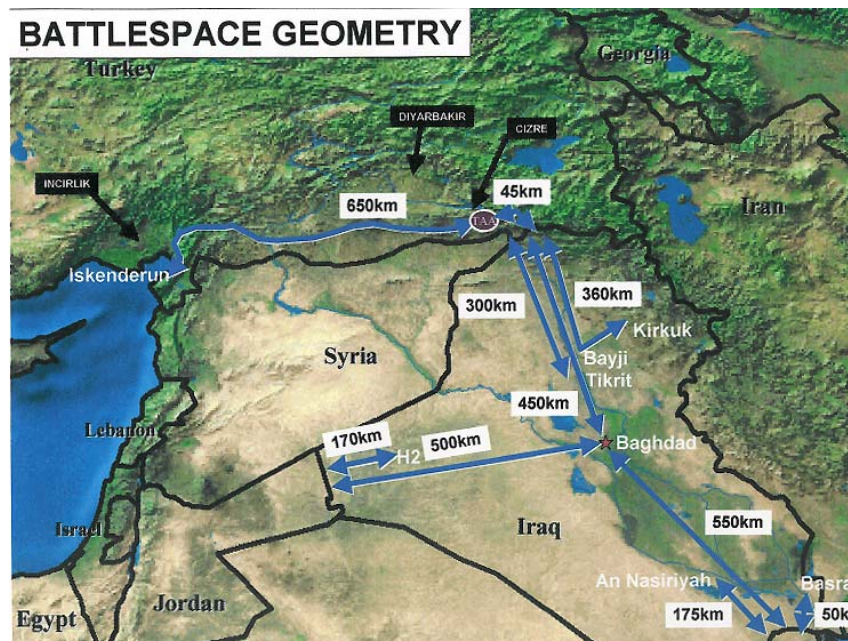 BATTLESPACE GEOMETRY
Turkey
Georgia
DIYARBAKIR
CIZRE
INCIRLIK
650km
45km
TAA
Iran
Iskenderun
300km
360km
Kirkuk
Syria
Bayji
Tikrit
450km
Lebanon
170km
500km
H2
Baghdad
Israel
Iraq
550km
An Nasiriyah
Basra
Egypt
Jordan
175km
50k